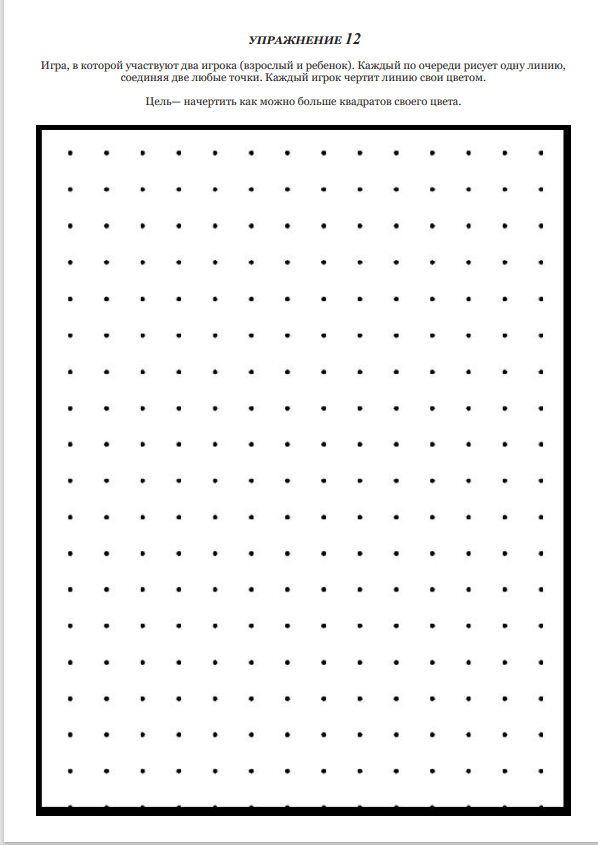 УПРАЖНЕНИЕ 12
Игра, в которой участвуют два игрока (взрослый и ребенок). Каждый по очереди рисует одну линию,
соединяя две любые точки. Каждый игрок чертит линию свои цветом.
Цель— начертить как можно больше квадратов своего цвета.